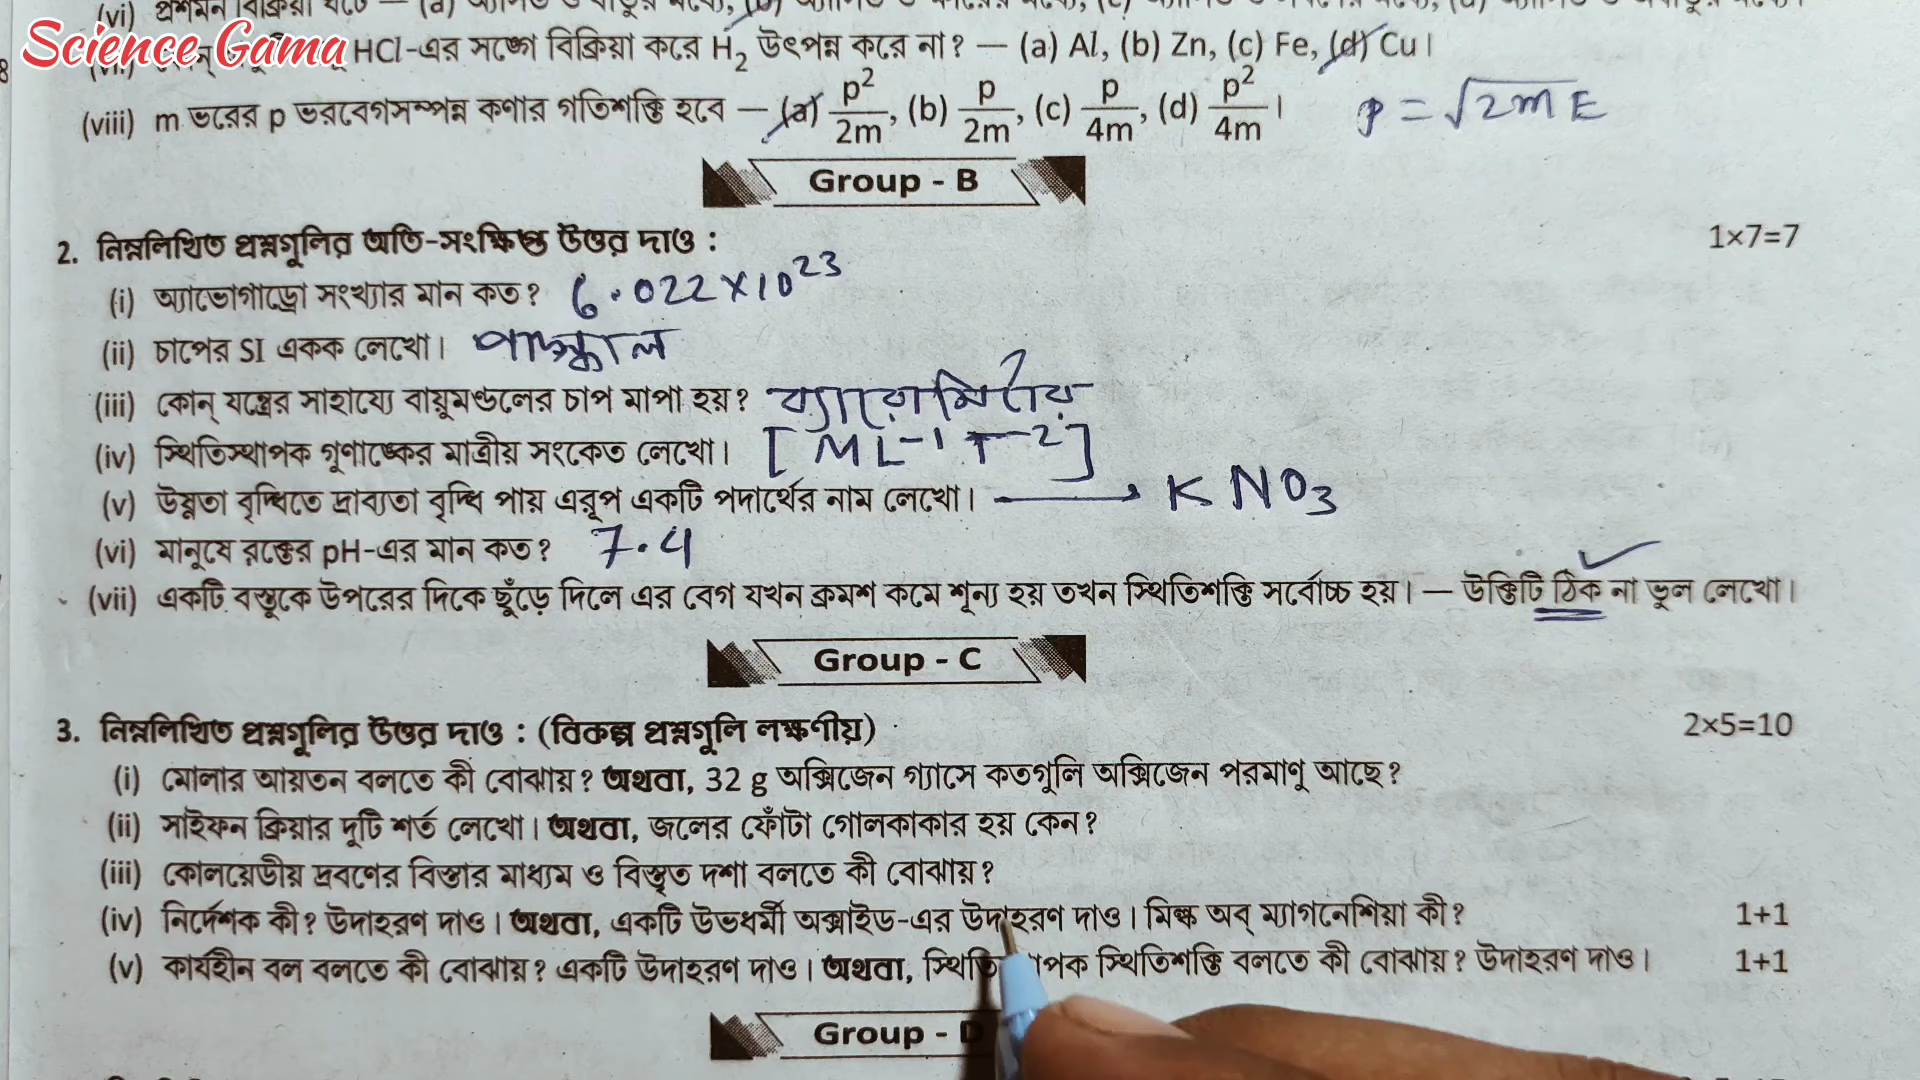 (vi) প্রশমন বিক্রিয়া ঘটে —
Science Gama
HCl-এর সঙ্গে বিক্রিয়া করে H₂ উৎপন্ন করে না? — (a) Al, (b) Zn, (c) Fe, (d) Cu।
(viii) m ভরের p ভরবেগসম্পন্ন কণার গতিশক্তি হবে — (a) p²/2m, (b) p/2m, (c) p/4m, (d) p²/4m। p = √2mE
Group - B
2. নিম্নলিখিত প্রশ্নগুলির অতি-সংক্ষিপ্ত উত্তর দাও : 1×7=7
(i) অ্যাভোগাড্রো সংখ্যার মান কত? 6.022×10²³
(ii) চাপের SI একক লেখো। পাস্কাল
(iii) কোন্ যন্ত্রের সাহায্যে বায়ুমণ্ডলের চাপ মাপা হয়? ব্যারোমিটার
(iv) স্থিতিস্থাপক গুণাঙ্কের মাত্রীয় সংকেত লেখো। [ML⁻¹T⁻²]
(v) উষ্ণতা বৃদ্ধিতে দ্রাব্যতা বৃদ্ধি পায় এরূপ একটি পদার্থের নাম লেখো। → KNO₃
(vi) মানুষে রক্তের pH-এর মান কত? 7.4
(vii) একটি বস্তুকে উপরের দিকে ছুঁড়ে দিলে এর বেগ যখন ক্রমশ কমে শূন্য হয় তখন স্থিতিশক্তি সর্বোচ্চ হয়। — উক্তিটি ঠিক না ভুল লেখো।
Group - C
3. নিম্নলিখিত প্রশ্নগুলির উত্তর দাও : (বিকল্প প্রশ্নগুলি লক্ষণীয়) 2×5=10
(i) মোলার আয়তন বলতে কী বোঝায়? অথবা, 32 g অক্সিজেন গ্যাসে কতগুলি অক্সিজেন পরমাণু আছে?
(ii) সাইফন ক্রিয়ার দুটি শর্ত লেখো। অথবা, জলের ফোঁটা গোলকাকার হয় কেন?
(iii) কোলয়েডীয় দ্রবণের বিস্তার মাধ্যম ও বিস্তৃত দশা বলতে কী বোঝায়?
(iv) নির্দেশক কী? উদাহরণ দাও। অথবা, একটি উভধর্মী অক্সাইড-এর উদাহরণ দাও। মিল্ক অব্ ম্যাগনেশিয়া কী? 1+1
(v) কার্যহীন বল বলতে কী বোঝায়? একটি উদাহরণ দাও। অথবা, স্থিতিস্থাপক স্থিতিশক্তি বলতে কী বোঝায়? উদাহরণ দাও। 1+1
Group - D